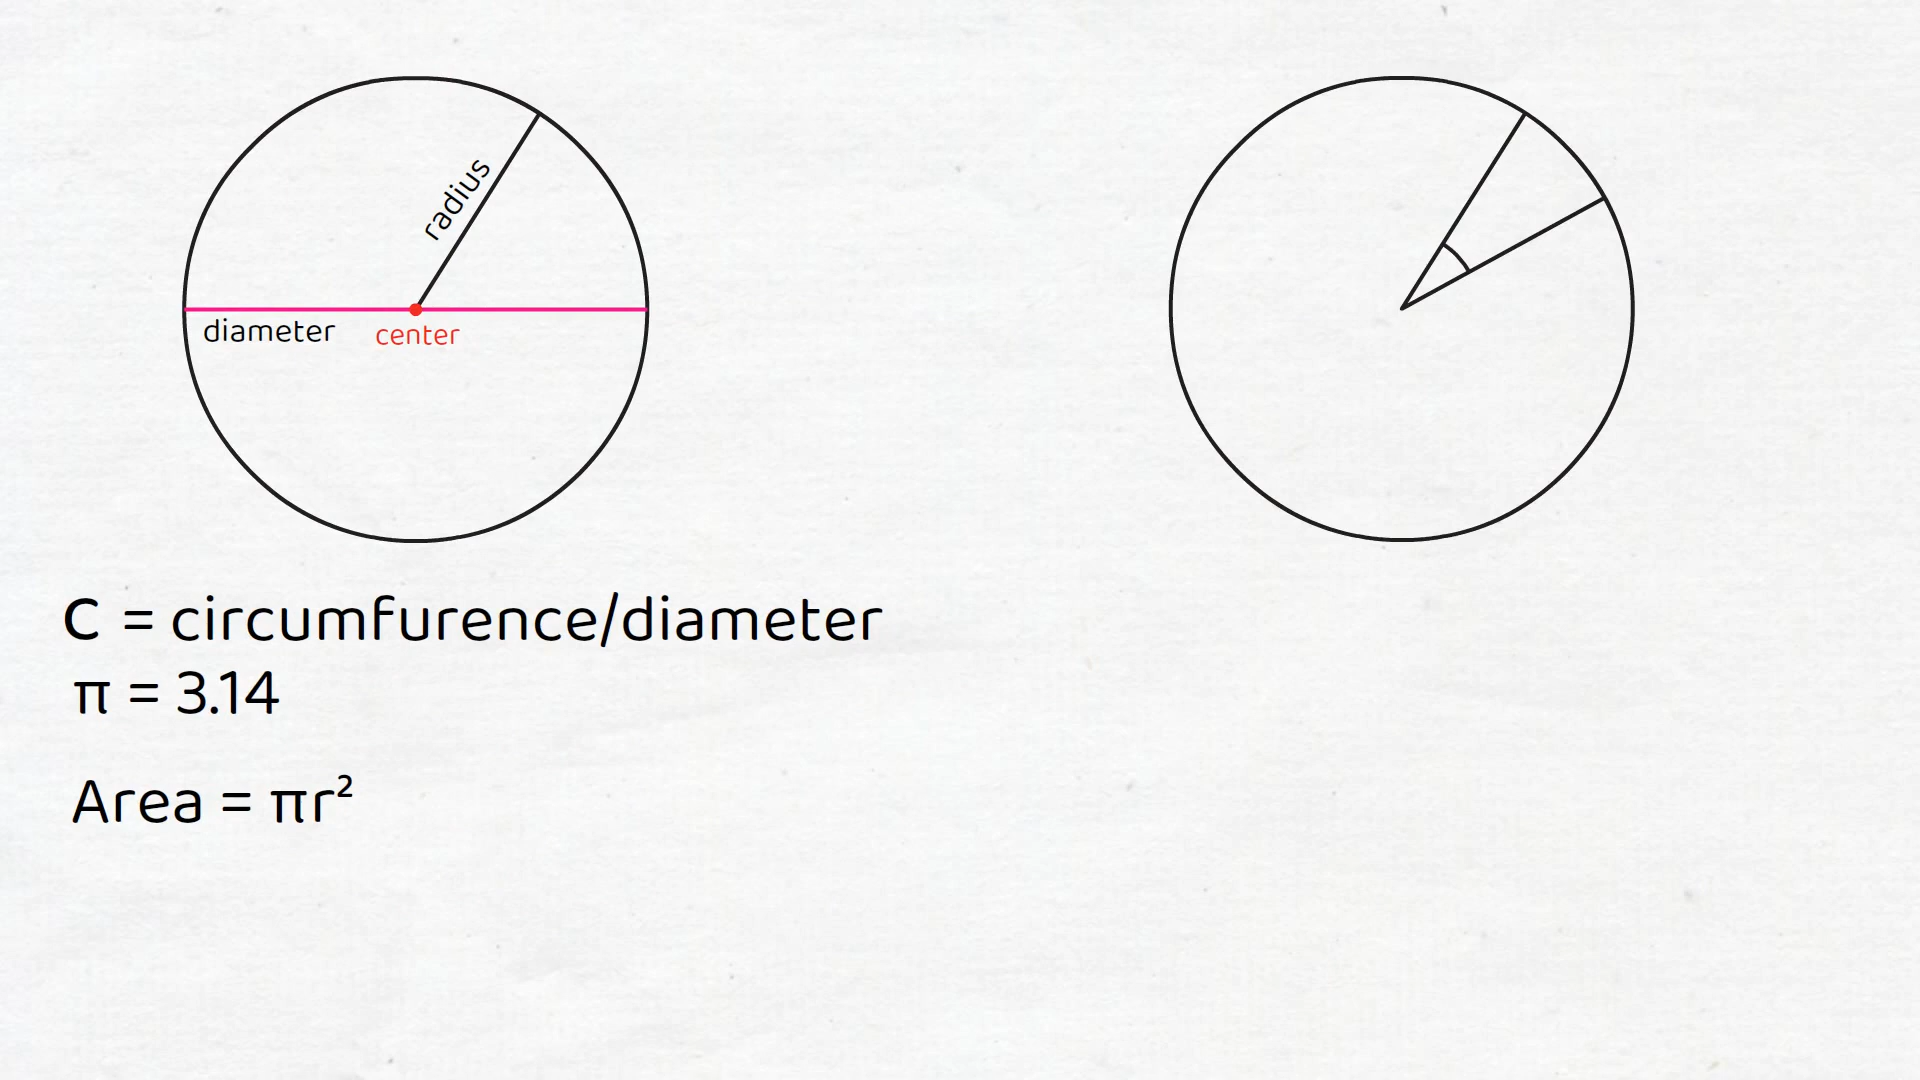 radius
diameter
center
C = circumfurence/diameter
π = 3.14
Area = πr²